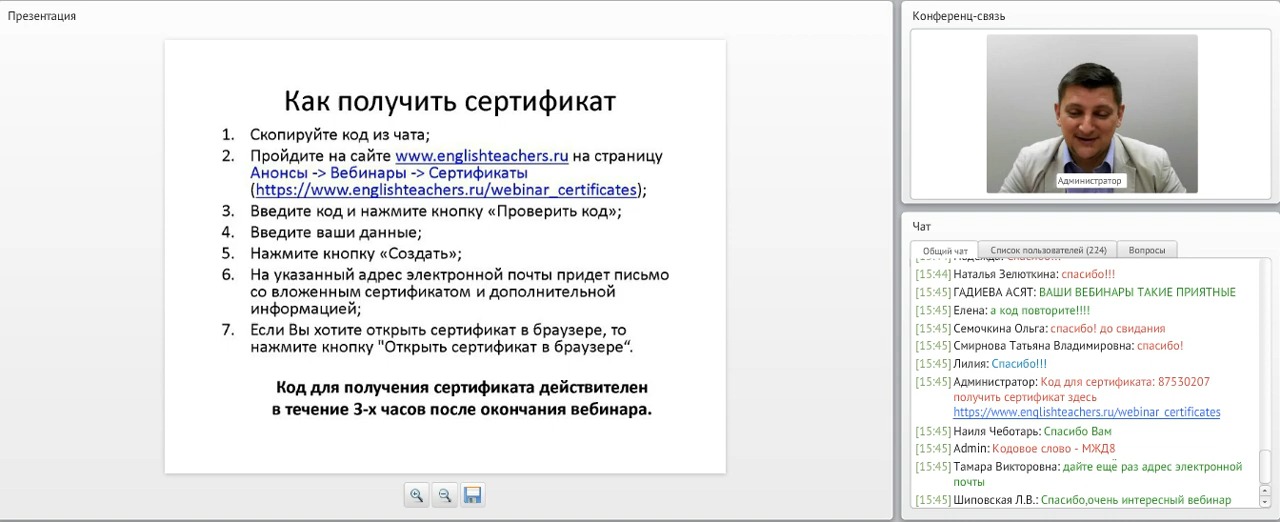 Презентация
Как получить сертификат
1. Скопируйте код из чата;
2. Пройдите на сайте www.englishteachers.ru на страницу
Анонсы -> Вебинары -> Сертификаты
(https://www.englishteachers.ru/webinar_certificates);
3. Введите код и нажмите кнопку «Проверить код»;
4. Введите ваши данные;
5. Нажмите кнопку «Создать»;
6. На указанный адрес электронной почты придет письмо
со вложенным сертификатом и дополнительной
информацией;
7. Если Вы хотите открыть сертификат в браузере, то
нажмите кнопку "Открыть сертификат в браузере“.
Код для получения сертификата действителен
в течение 3-х часов после окончания вебинара.
Конференц-связь
Администратор
Чат
Общий чат Список пользователей (224) Вопросы
[15:44] Наталья Зелюткина: спасибо!!!
[15:45] ГАДИЕВА АСЯТ: ВАШИ ВЕБИНАРЫ ТАКИЕ ПРИЯТНЫЕ
[15:45] Елена: а код повторите!!!!
[15:45] Семочкина Ольга: спасибо! до свидания
[15:45] Смирнова Татьяна Владимировна: спасибо!
[15:45] Лилия: Спасибо!!!
[15:45] Администратор: Код для сертификата: 87530207
получить сертификат здесь
https://www.englishteachers.ru/webinar_certificates
[15:45] Наиля Чеботарь: Спасибо Вам
[15:45] Admin: Кодовое слово - МЖД8
[15:45] Тамара Викторовна: дайте ещё раз адрес электронной
почты
[15:45] Шиповская Л.В.: Спасибо,очень интересный вебинар